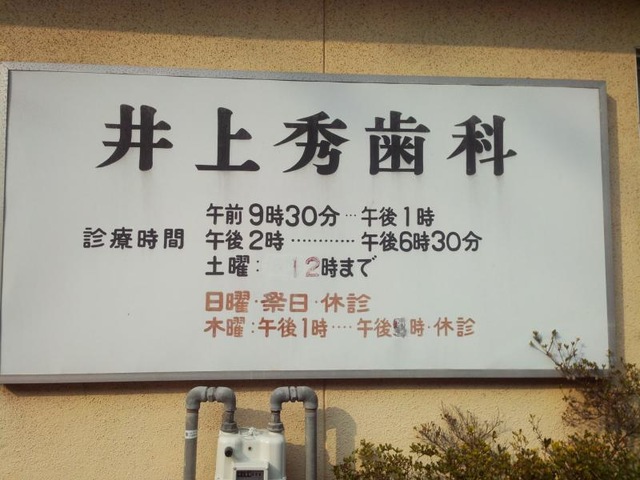 井上秀歯科
診療時間
午前9時30分…午後1時
午後2時…………午後6時30分
土曜：12時まで
日曜・祭日・休診
木曜：午後1時‥‥午後 時・休診